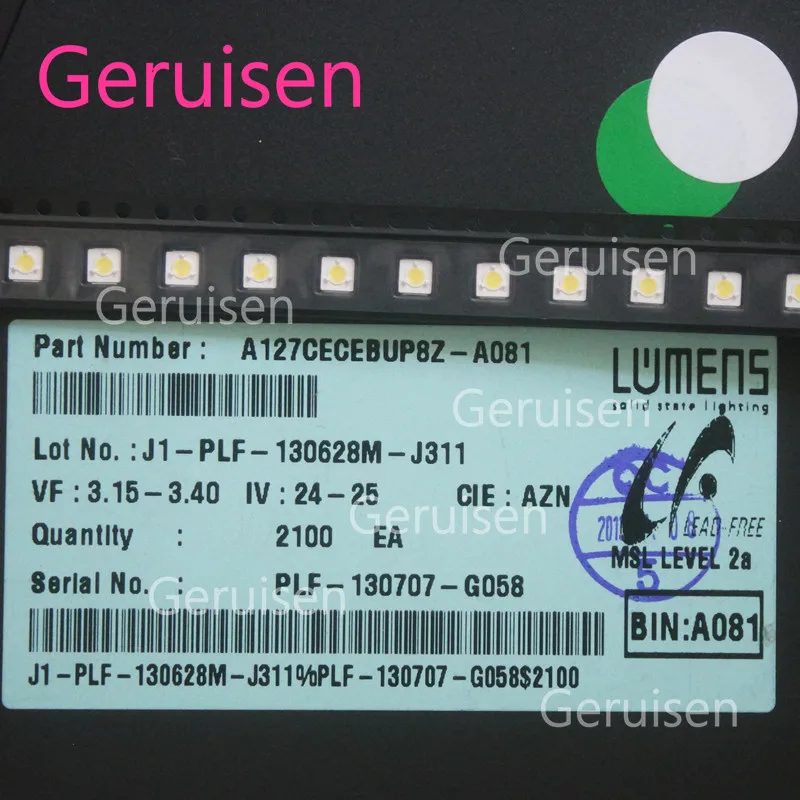 Geruisen
Geruisen
Geruisen
Part Number : A127CECEBUP8Z-A081
LUMENS
solid state lighting
Geruisen
Lot No. : J1-PLF-130628M-J311
VF : 3.15-3.40 IV : 24-25 CIE : AZN
QC
Geruisen
Quantity : 2100 EA
LEAD-FREE
MSL LEVEL 2a
5
Serial No. : PLF-130707-G058
Geruisen
BIN:A081
J1-PLF-130628M-J311%PLF-130707-G058$2100
Geruisen